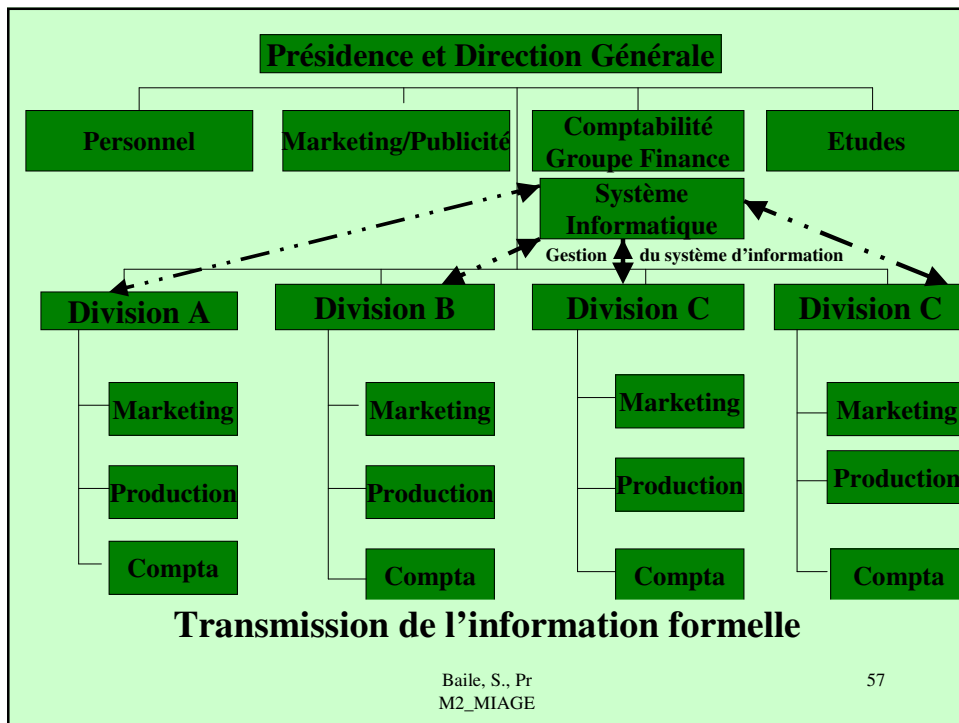 Présidence et Direction Générale
Personnel
Marketing/Publicité
Comptabilité
Groupe Finance
Etudes
Système
Informatique
Gestion du système d’information
Division A
Division B
Division C
Division C
Marketing
Marketing
Marketing
Marketing
Production
Production
Production
Production
Compta
Compta
Compta
Compta
Transmission de l’information formelle
Baile, S., Pr
M2_MIAGE
57